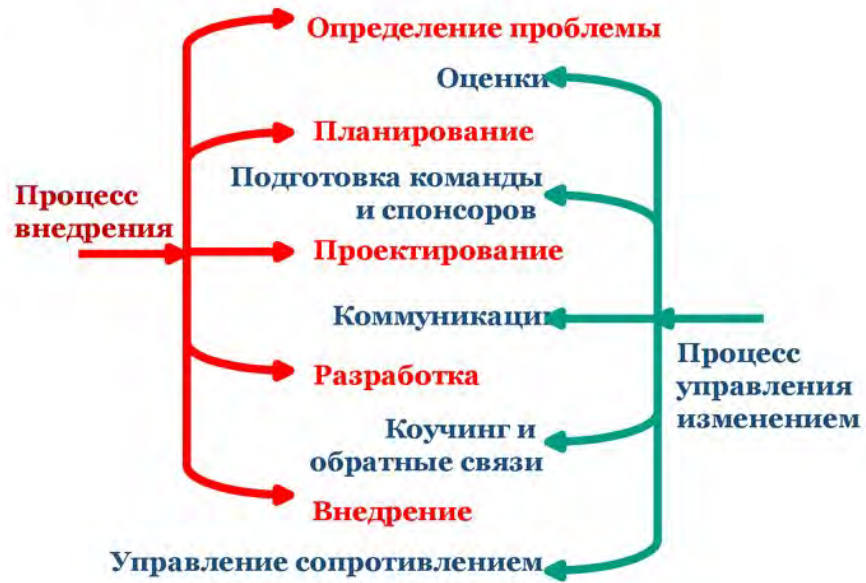 Определение проблемы
Оценки
Планирование
Подготовка команды
и спонсоров
Процесс
внедрения
Проектирование
Коммуникаци
Процесс
управления
изменением
Разработка
Коучинг и
обратные связи
Внедрение
Управление сопротивлением